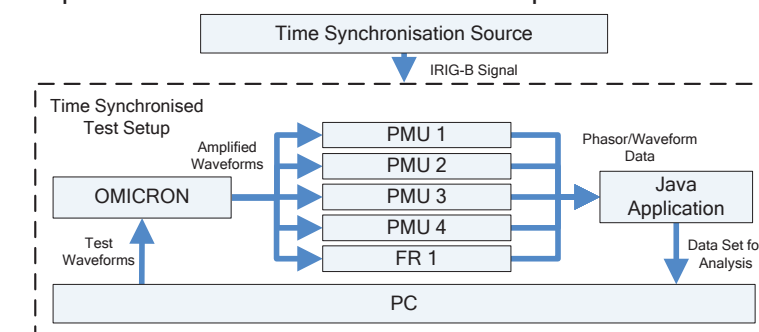 Time Synchronisation Source
IRIG-B Signal
Time Synchronised
Test Setup
Amplified
Waveforms
PMU 1
PMU 2
PMU 3
PMU 4
FR 1
OMICRON
Phasor/Waveform
Data
Java
Application
Test
Waveforms
Data Set fo
Analysis
PC